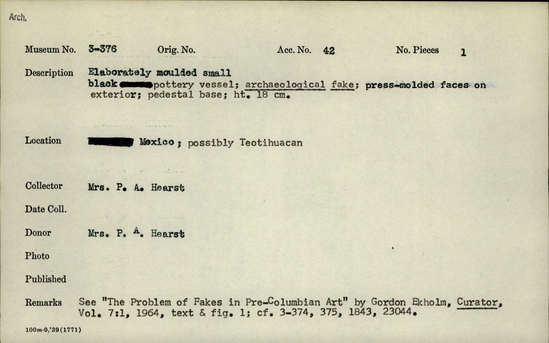 Arch.
Museum No. 3-376 Orig. No. Acc. No. 42 No. Pieces 1
Description Elaborately moulded small
black pottery vessel; archaeological fake; press-molded faces on
exterior; pedestal base; ht. 18 cm.
Location Mexico; possibly Teotihuacan
Collector Mrs. P. A. Hearst
Date Coll.
Donor Mrs. P. A. Hearst
Photo
Published
Remarks See "The Problem of Fakes in Pre-Columbian Art" by Gordon Ekholm, Curator,
Vol. 7:1, 1964, text & fig. 1; cf. 3-374, 375, 1843, 23044.
100m-9,'39(1771)